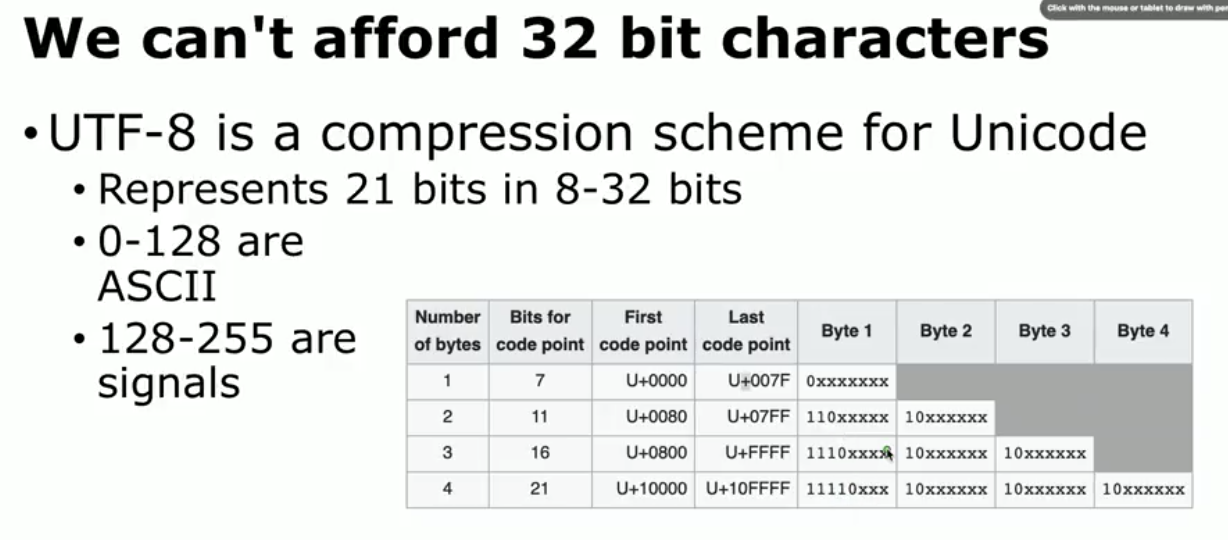 Click with the mouse or tablet to draw with pen
We can't afford 32 bit characters
•UTF-8 is a compression scheme for Unicode
• Represents 21 bits in 8-32 bits
• 0-128 are
ASCII
• 128-255 are
signals
Number of bytes Bits for code point First code point Last code point Byte 1 Byte 2 Byte 3 Byte 4
1 7 U+0000 U+007F 0xxxxxxx
2 11 U+0080 U+07FF 110xxxxx 10xxxxxx
3 16 U+0800 U+FFFF 1110xxxx 10xxxxxx 10xxxxxx
4 21 U+10000 U+10FFFF 11110xxx 10xxxxxx 10xxxxxx 10xxxxxx